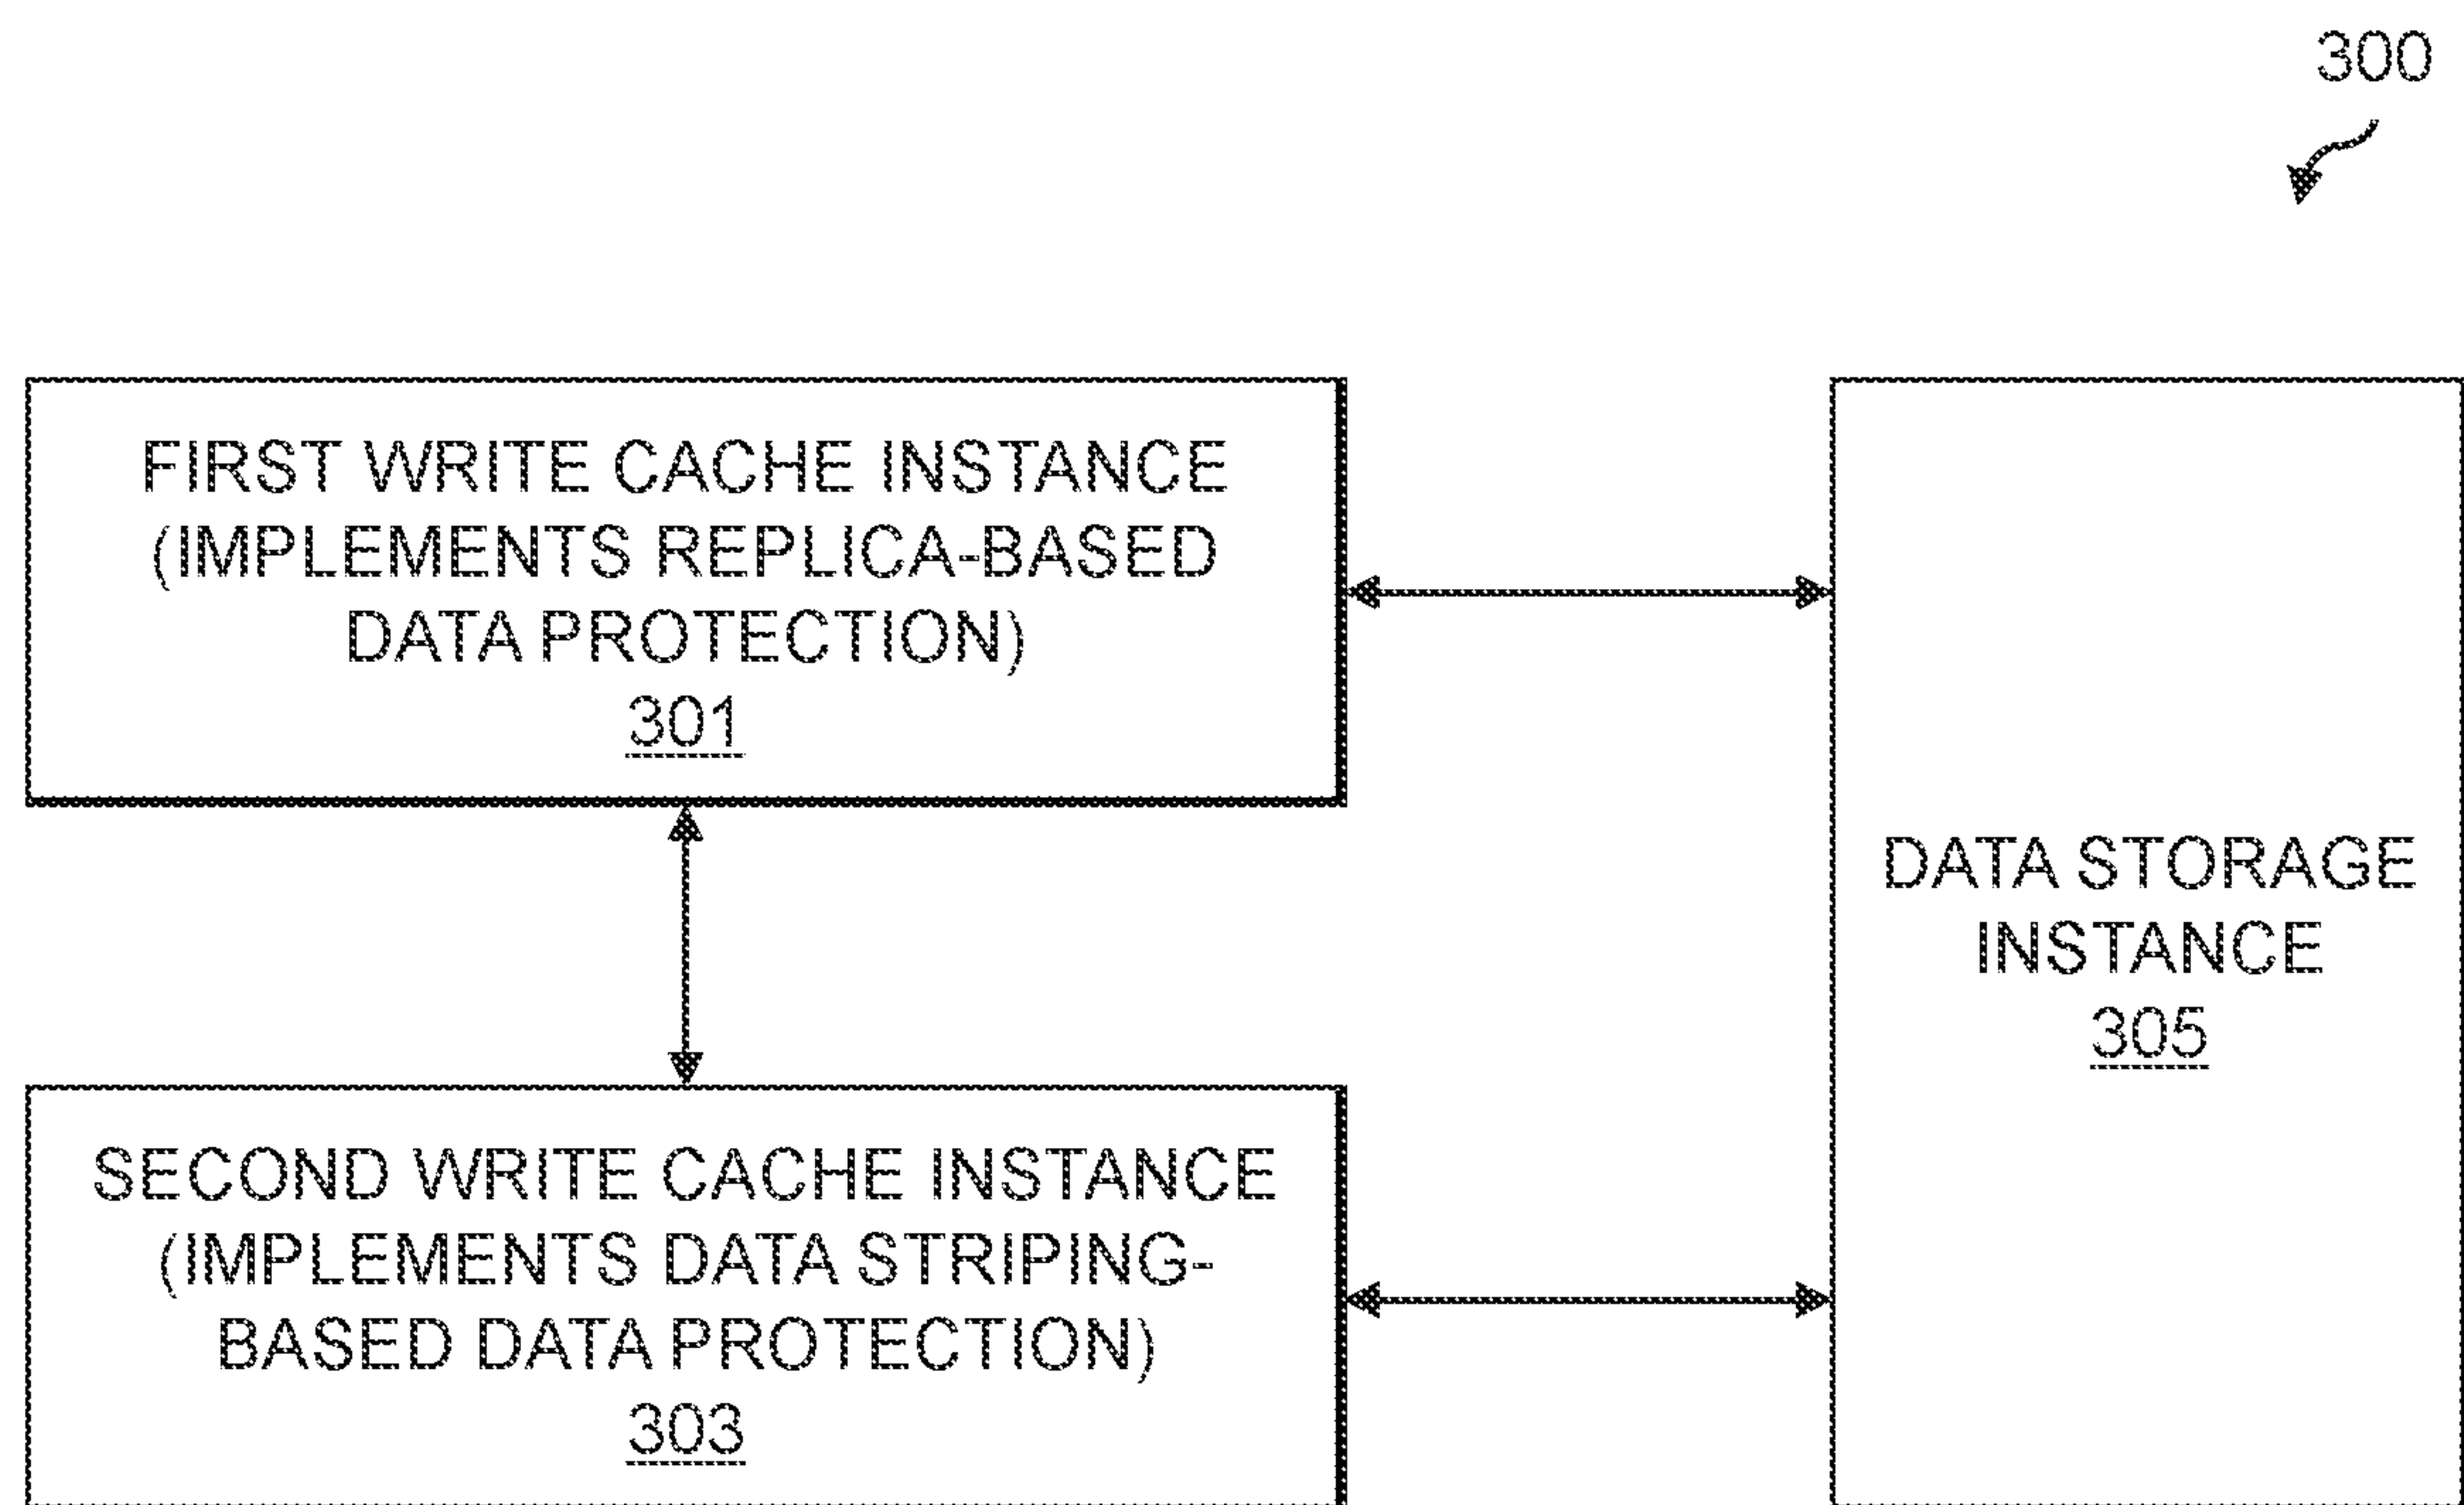 300
FIRST WRITE CACHE INSTANCE
(IMPLEMENTS REPLICA-BASED
DATA PROTECTION)
301
DATA STORAGE
INSTANCE
305
SECOND WRITE CACHE INSTANCE
(IMPLEMENTS DATA STRIPING-
BASED DATA PROTECTION)
303